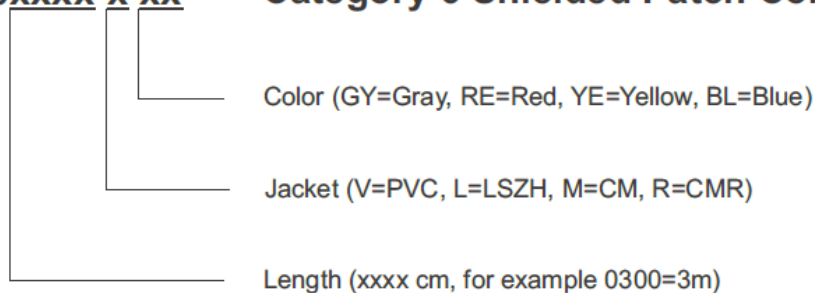 Color (GY=Gray, RE=Red, YE=Yellow, BL=Blue)
Jacket (V=PVC, L=LSZH, M=CM, R=CMR)
Length (xxxx cm, for example 0300=3m)